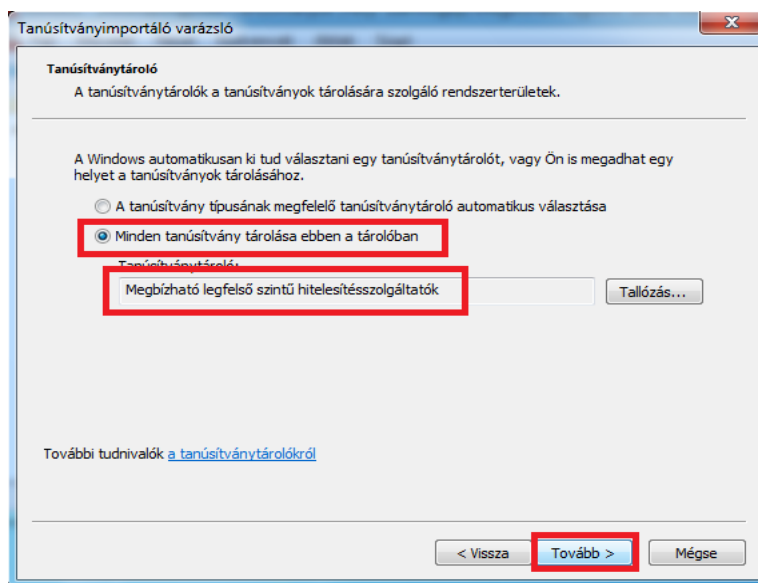 Tanúsítványimportáló varázsló
Tanúsítványtároló
A tanúsítványtárolók a tanúsítványok tárolására szolgáló rendszerterületek.
A Windows automatikusan ki tud választani egy tanúsítványtárolót, vagy Ön is megadhat egy
helyet a tanúsítványok tárolásához.
A tanúsítvány típusának megfelelő tanúsítványtároló automatikus választása
Minden tanúsítvány tárolása ebben a tárolóban
Tanúsítványtároló:
Megbízható legfelső szintű hitelesítésszolgáltatók
Tallózás...
További tudnivalók a tanúsítványtárolókról
< Vissza
Tovább >
Mégse